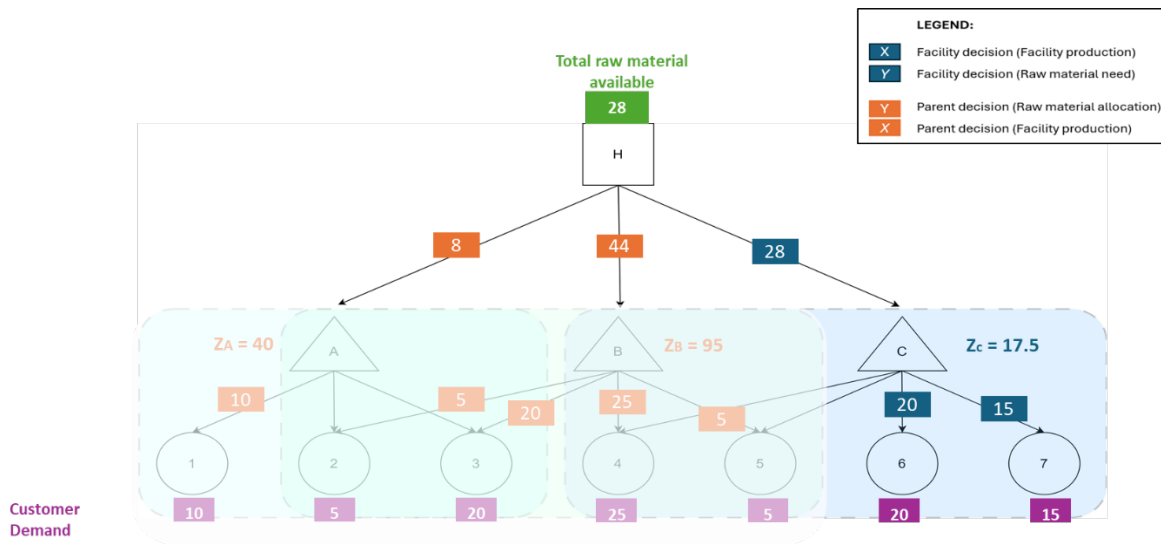 LEGEND:
X Facility decision (Facility production)
Y Facility decision (Raw material need)
Y Parent decision (Raw material allocation)
X Parent decision (Facility production)
Total raw material
available
28
H
8
44
28
ZA = 40
A
B
ZB = 95
C
ZC = 17.5
10
5
20
25
5
20
15
1
2
3
4
5
6
7
Customer
Demand
10
5
20
25
5
20
15